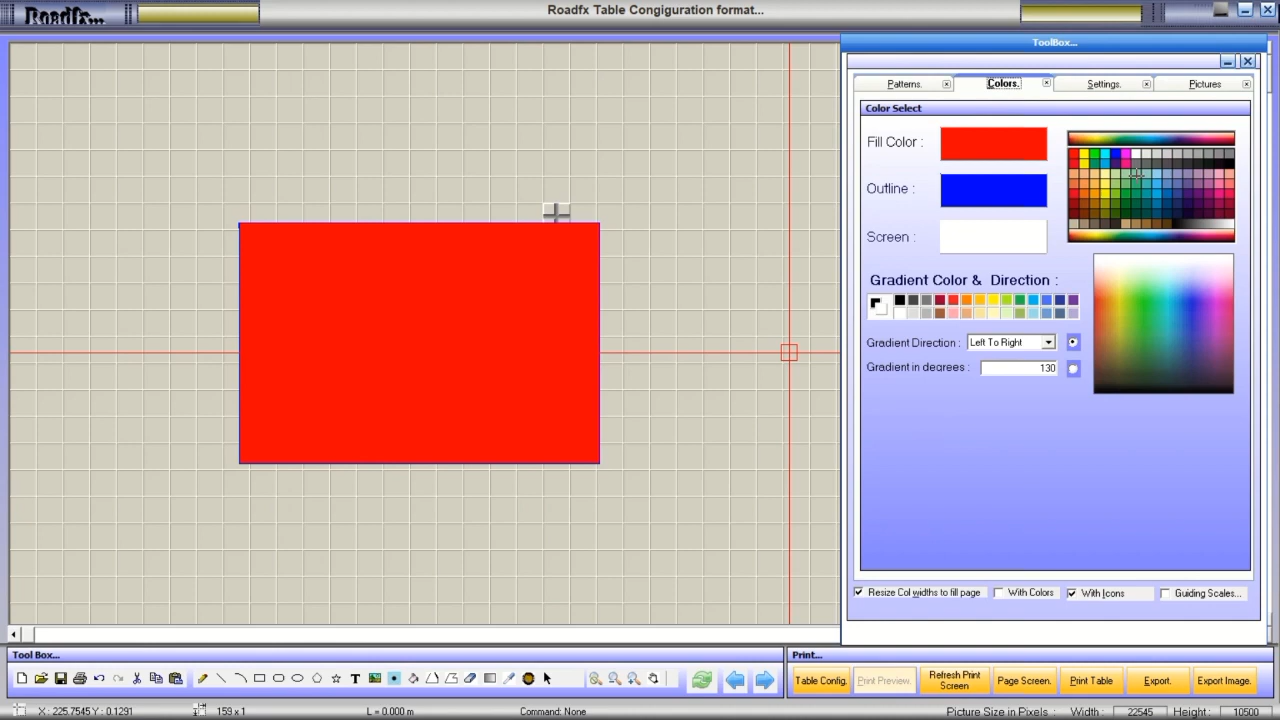 Roadfx...
Roadfx Table Congiguration format...
ToolBox...
Patterns.
Colors.
Settings.
Pictures
Color Select
Fill Color :
Outline :
Screen :
Gradient Color & Direction :
Gradient Direction : Left To Right
Gradient in degrees : 130
Resize Col widths to fill page
With Colors
With Icons
Guiding Scales...
Tool Box...
Print...
Table Config.
Print Preview.
Refresh Print
Screen
Page Screen.
Print Table
Export.
Export Image.
X : 225.7545 Y : 0.1291
159 x 1
L = 0.000 m
Command: None
Picture Size in Pixels : Width : 22545 Height : 10500